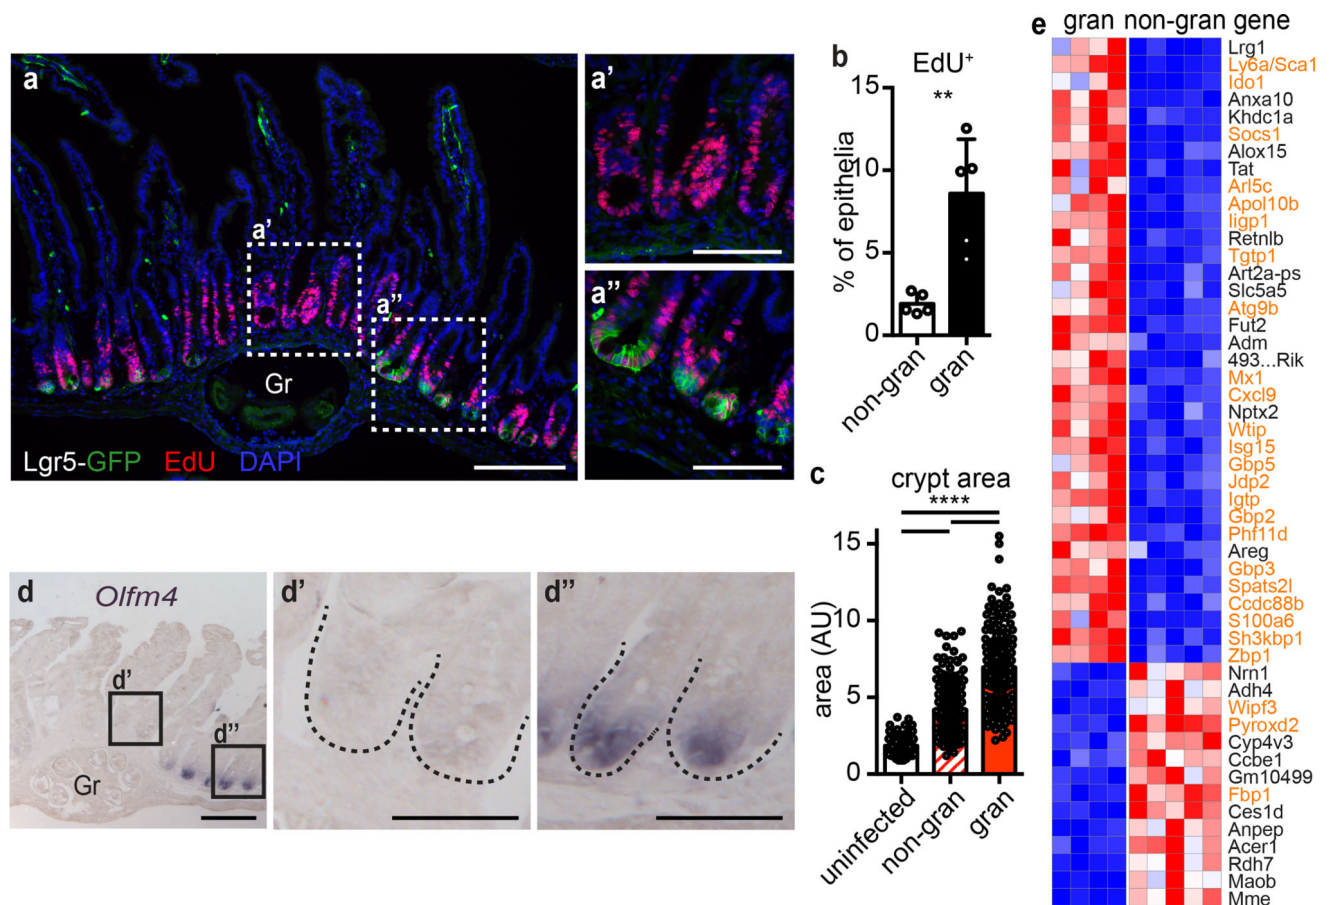 a
a'
a''
Gr
Lgr5-GFP EdU DAPI
a'
a''
b
EdU⁺
**
15
10
5
0
% of epithelia
non-gran
gran
c
crypt area
****
15
10
5
0
area (AU)
uninfected
non-gran
gran
d
Olfm4
d'
d''
Gr
d'
d''
e
gran non-gran gene
Lrg1
Ly6a/Sca1
Ido1
Anxa10
Khdc1a
Socs1
Alox15
Tat
Arl5c
Apol10b
Iigp1
Retnlb
Tgtp1
Art2a-ps
Slc5a5
Atg9b
Fut2
Adm
493...Rik
Mx1
Cxcl9
Nptx2
Wtip
Isg15
Gbp5
Jdp2
Igtp
Gbp2
Phf11d
Areg
Gbp3
Spats2l
Ccdc88b
S100a6
Sh3kbp1
Zbp1
Nrn1
Adh4
Wipf3
Pyroxd2
Cyp4v3
Ccbe1
Gm10499
Fbp1
Ces1d
Anpep
Acer1
Rdh7
Maob
Mme